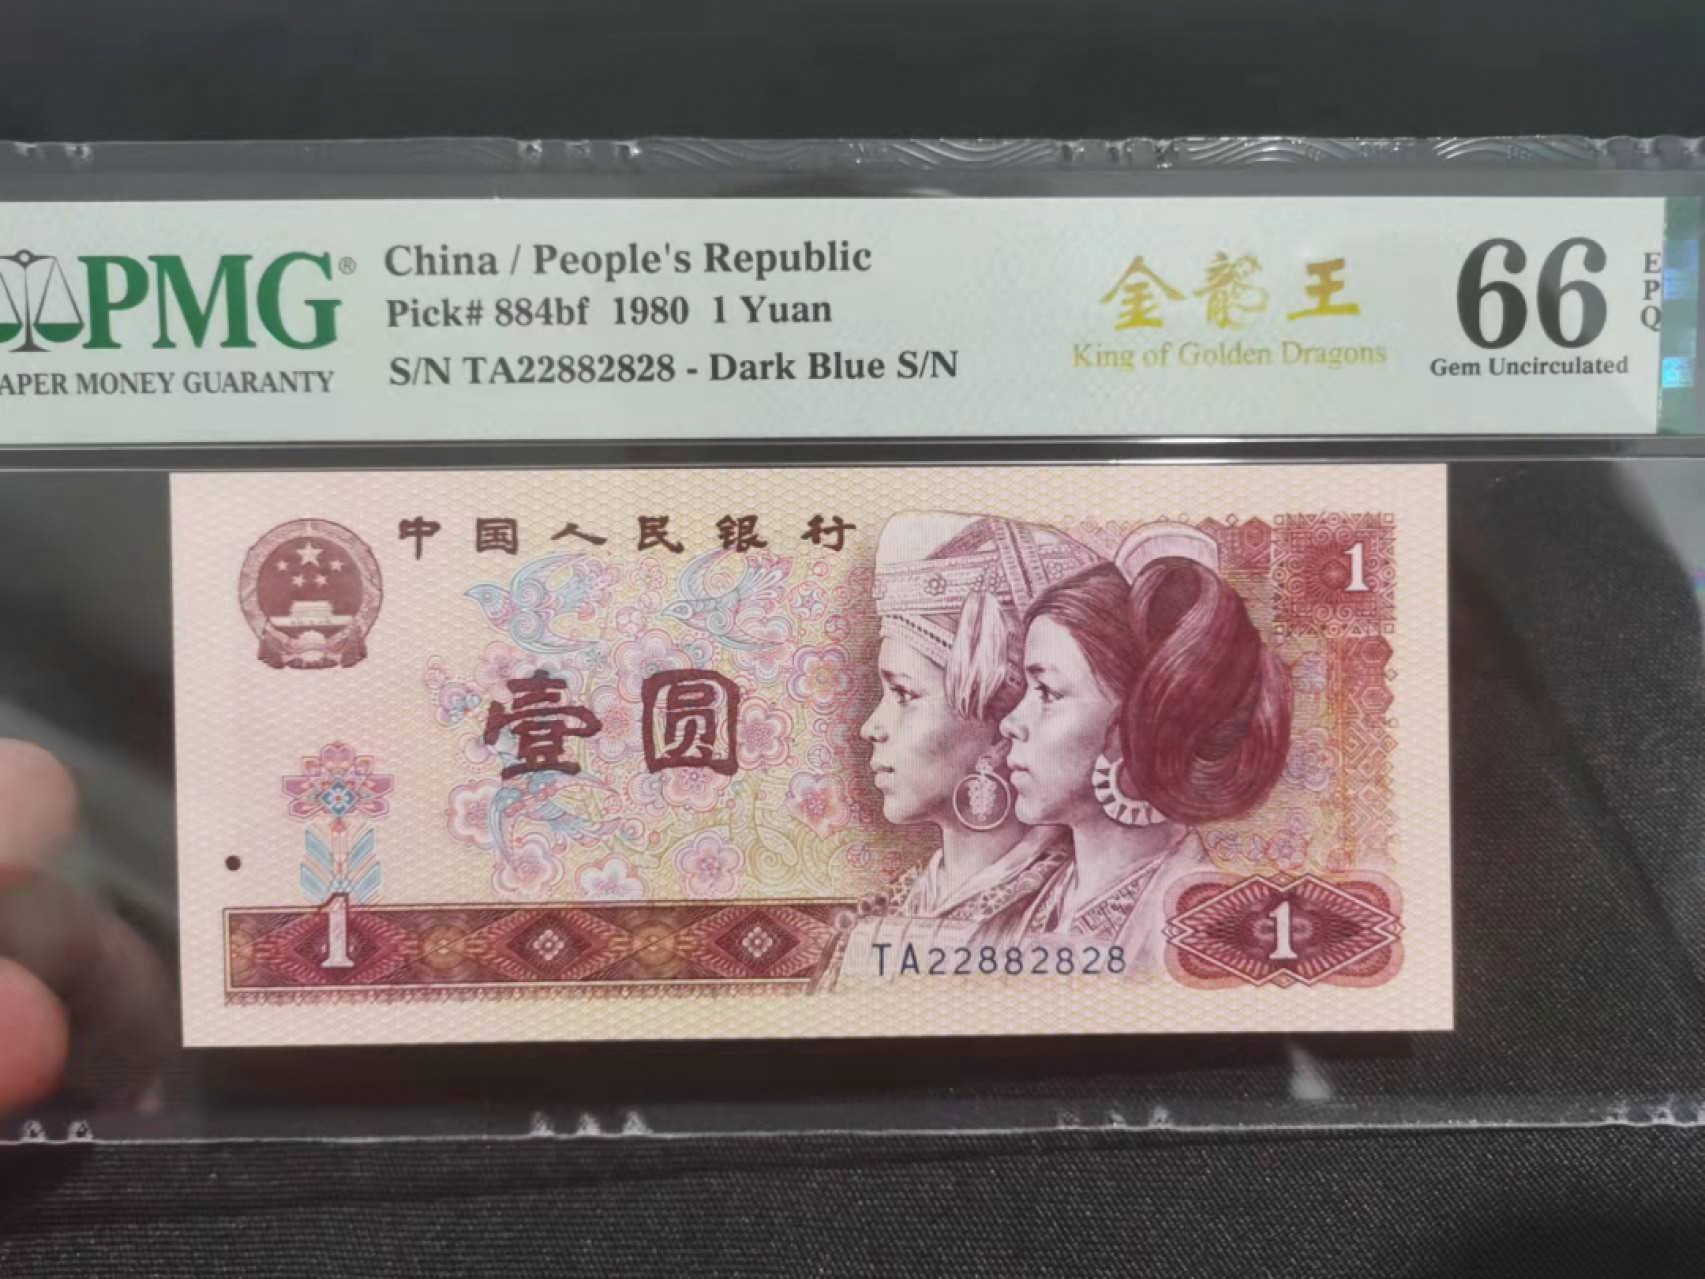 PMG®
APER MONEY GUARANTY
China / People's Republic
Pick# 884bf 1980 1 Yuan
S/N TA22882828 - Dark Blue S/N
金龍王
King of Golden Dragons
66
Gem Uncirculated
EPQ
中国人民银行
1
壹圆
1
TA22882828
1